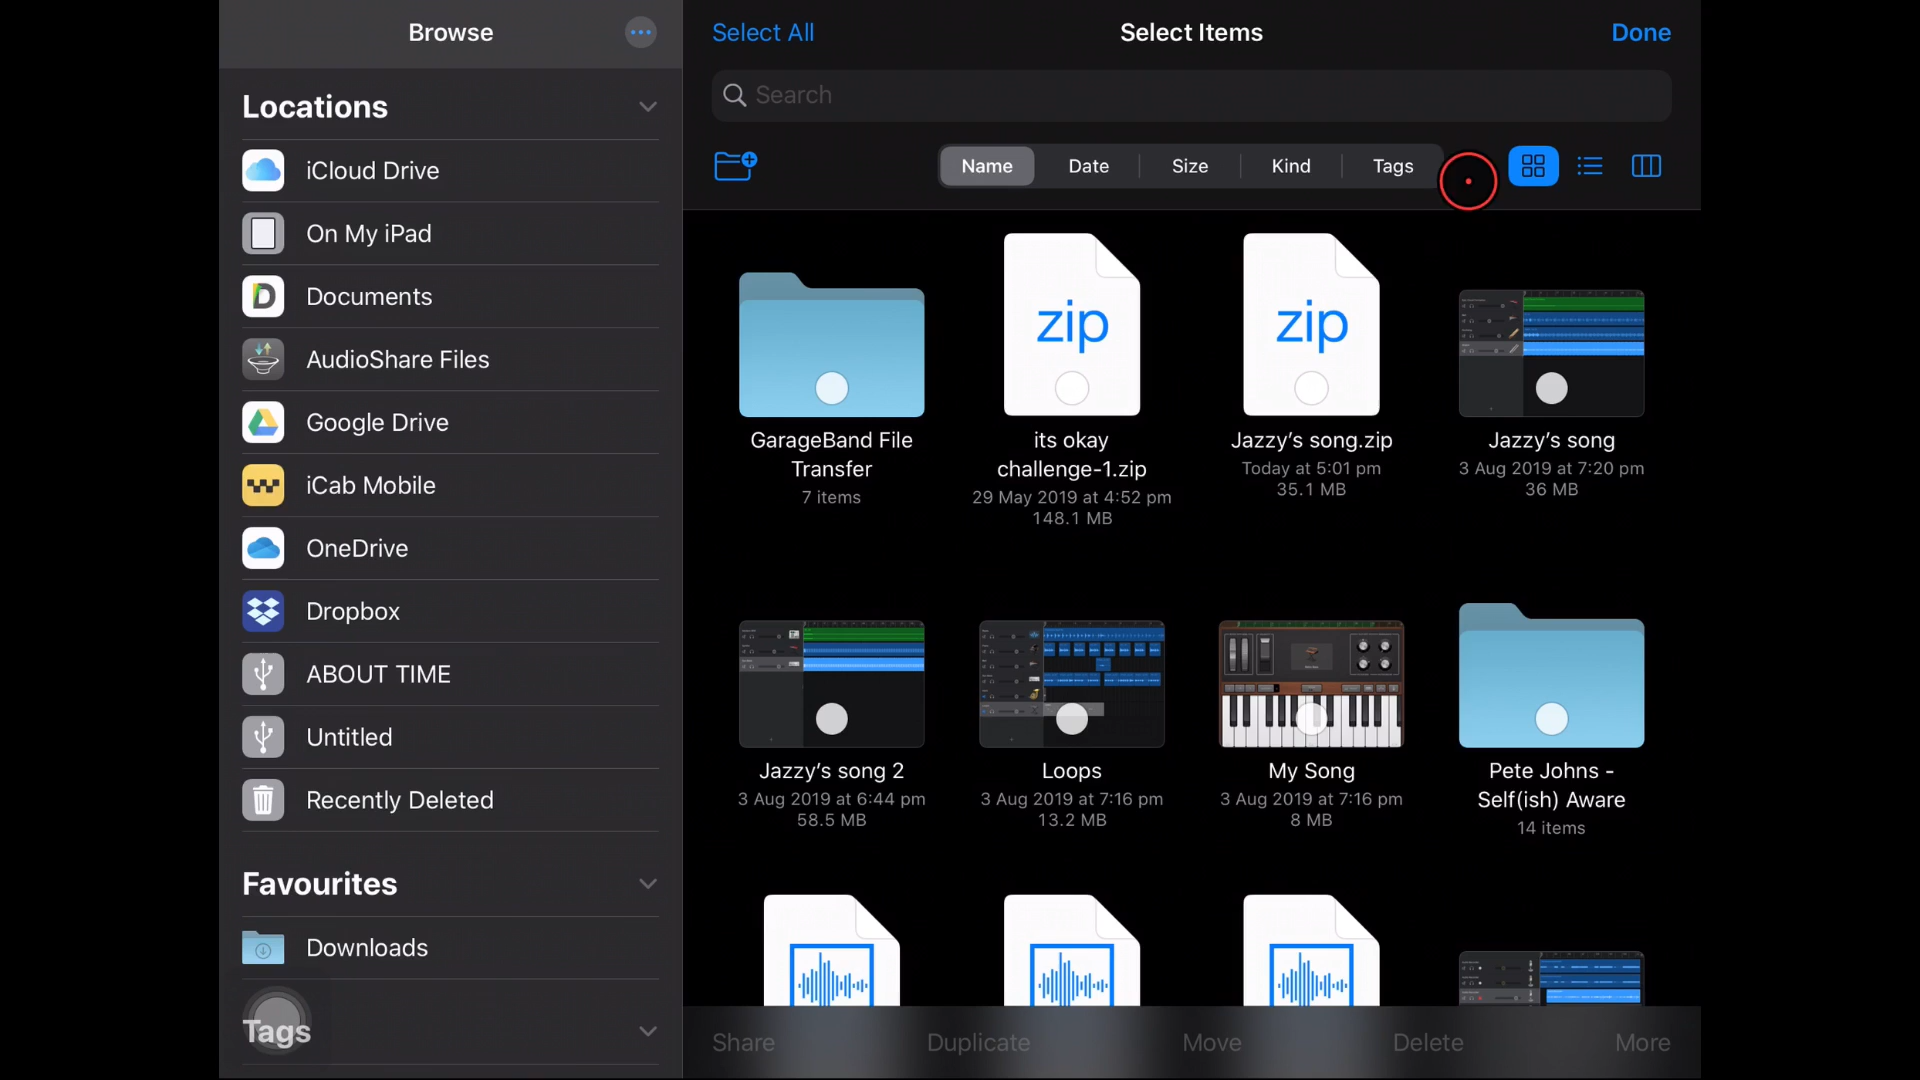 Browse
Locations
iCloud Drive
On My iPad
Documents
AudioShare Files
Google Drive
iCab Mobile
OneDrive
Dropbox
ABOUT TIME
Untitled
Recently Deleted
Favourites
Downloads
Tags
Select All
Select Items
Done
Search
Name
Date
Size
Kind
Tags
GarageBand File
Transfer
7 items
zip
its okay
challenge-1.zip
29 May 2019 at 4:52 pm
148.1 MB
zip
Jazzy’s song.zip
Today at 5:01 pm
35.1 MB
Jazzy’s song
3 Aug 2019 at 7:20 pm
36 MB
Jazzy’s song 2
3 Aug 2019 at 6:44 pm
58.5 MB
Loops
3 Aug 2019 at 7:16 pm
13.2 MB
My Song
3 Aug 2019 at 7:16 pm
8 MB
Pete Johns -
Self(ish) Aware
14 items
Share
Duplicate
Move
Delete
More